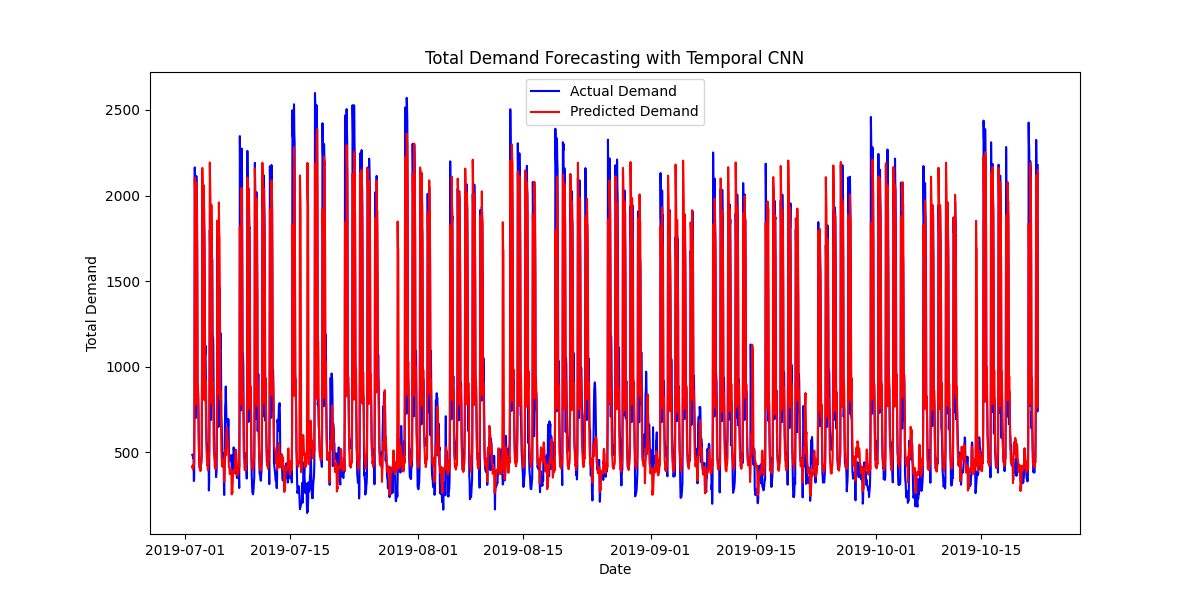 Total Demand Forecasting with Temporal CNN
Actual Demand
Predicted Demand
Total Demand
2500
2000
1500
1000
500
2019-07-01 2019-07-15 2019-08-01 2019-08-15 2019-09-01 2019-09-15 2019-10-01 2019-10-15
Date